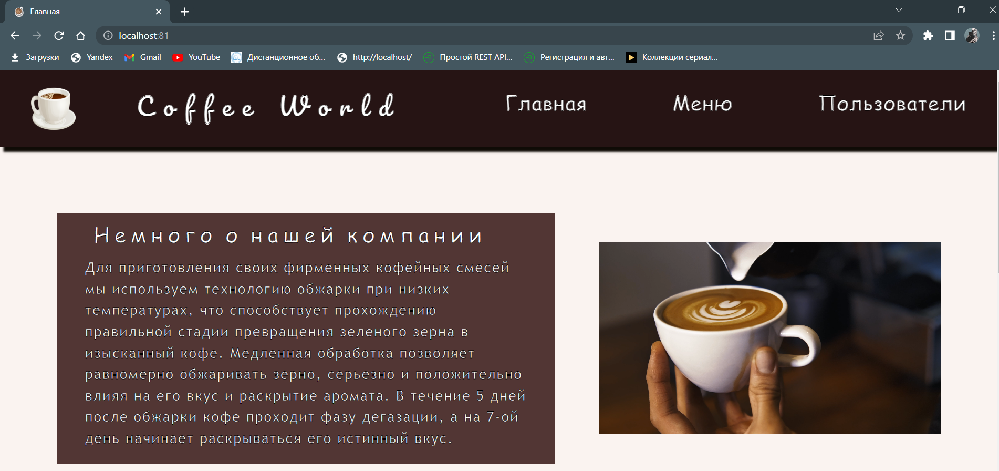 Главная
localhost:81
Загрузки Yandex Gmail YouTube Дистанционное об... http://localhost/ Простой REST API... Регистрация и авт... Коллекции сериал...
Coffee World Главная Меню Пользователи
Немного о нашей компании
Для приготовления своих фирменных кофейных смесей
мы используем технологию обжарки при низких
температурах, что способствует прохождению
правильной стадии превращения зеленого зерна в
изысканный кофе. Медленная обработка позволяет
равномерно обжаривать зерно, серьезно и положительно
влияя на его вкус и раскрытие аромата. В течение 5 дней
после обжарки кофе проходит фазу дегазации, а на 7-ой
день начинает раскрываться его истинный вкус.